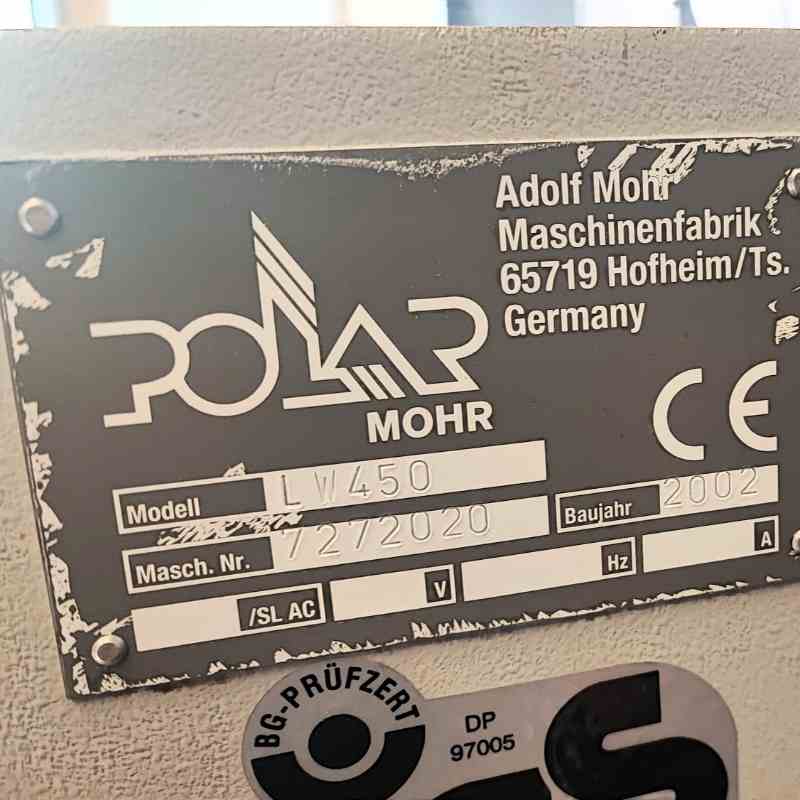 Adolf Mohr
Maschinenfabrik
65719 Hofheim/Ts.
Germany
POLAR
MOHR
CE
Modell LW450
Masch. Nr. 7272020
Baujahr 2002
/SL AC
V
Hz
A
BG-PRÜFZERT
DP
97005
GS